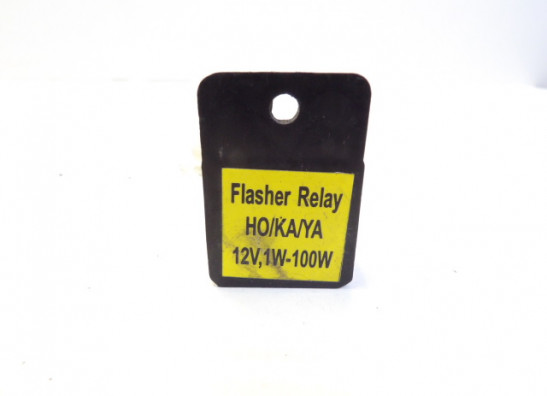 Flasher Relay
HO/KA/YA
12V,1W-100W